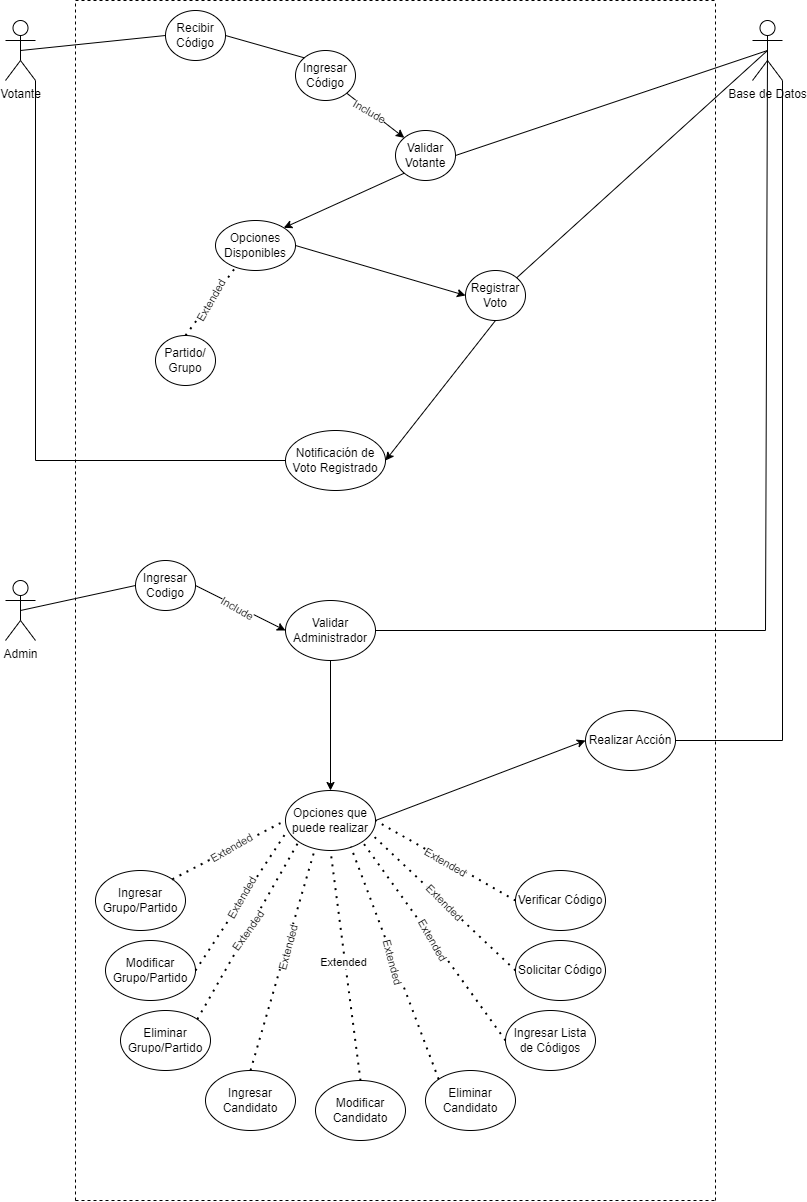 Recibir
Código
Ingresar
Código
Votante
Base de Datos
Include
Validar
Votante
Opciones
Disponibles
Extended
Registrar
Voto
Partido/
Grupo
Notificación de
Voto Registrado
Ingresar
Codigo
Include
Validar
Administrador
Admin
Realizar Acción
Opciones que
puede realizar
Extended
Extended
Extended
Extended
Extended
Extended
Extended
Extended
Extended
Ingresar
Grupo/Partido
Verificar Código
Modificar
Grupo/Partido
Solicitar Código
Eliminar
Grupo/Partido
Ingresar Lista
de Códigos
Ingresar
Candidato
Modificar
Candidato
Eliminar
Candidato